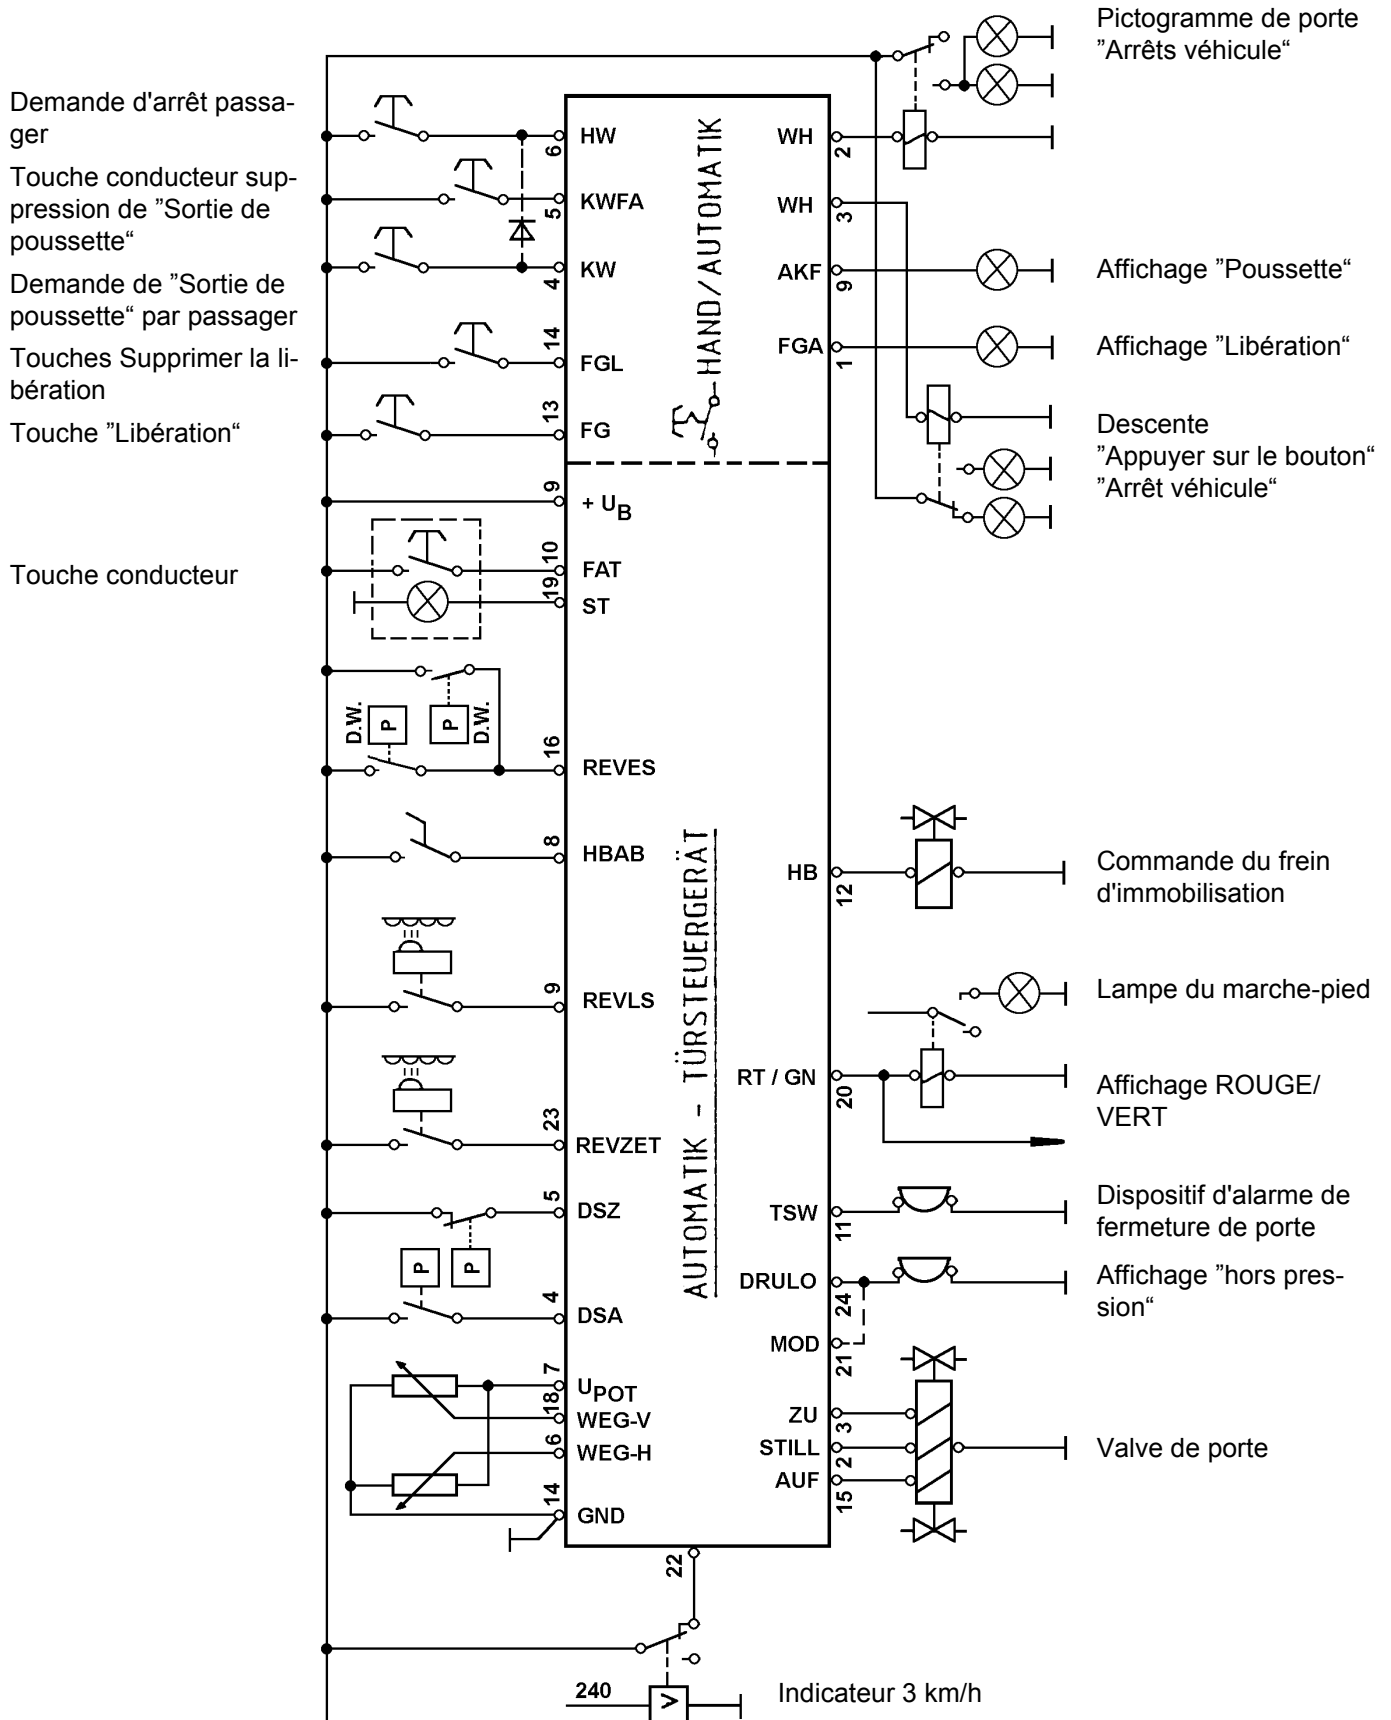 Pictogramme de porte
”Arrêts véhicule“
Demande d'arrêt passa-
ger
Touche conducteur sup-
pression de ”Sortie de
poussette“
Demande de ”Sortie de
poussette“ par passager
Touches Supprimer la li-
bération
Touche ”Libération“
Touche conducteur
6 HW
5 KWFA
4 KW
14 FGL
13 FG
9 + UB
10 FAT
19 ST
D.W. P P D.W.
16 REVES
8 HBAB
9 REVLS
23 REVZET
5 DSZ
P P
4 DSA
7 UPOT
18 WEG-V
6 WEG-H
14 GND
22
HAND/AUTOMATIK
AUTOMATIK - TÜRSTEUERGERÄT
WH 2
WH 3
AKF 9
FGA 1
HB 12
RT / GN 20
TSW 11
DRULO 24
MOD 21
ZU 3
STILL 2
AUF 15
Affichage ”Poussette“
Affichage ”Libération“
Descente
”Appuyer sur le bouton“
”Arrêt véhicule“
Commande du frein
d'immobilisation
Lampe du marche-pied
Affichage ROUGE/
VERT
Dispositif d'alarme de
fermeture de porte
Affichage ”hors pres-
sion“
Valve de porte
240 V
Indicateur 3 km/h